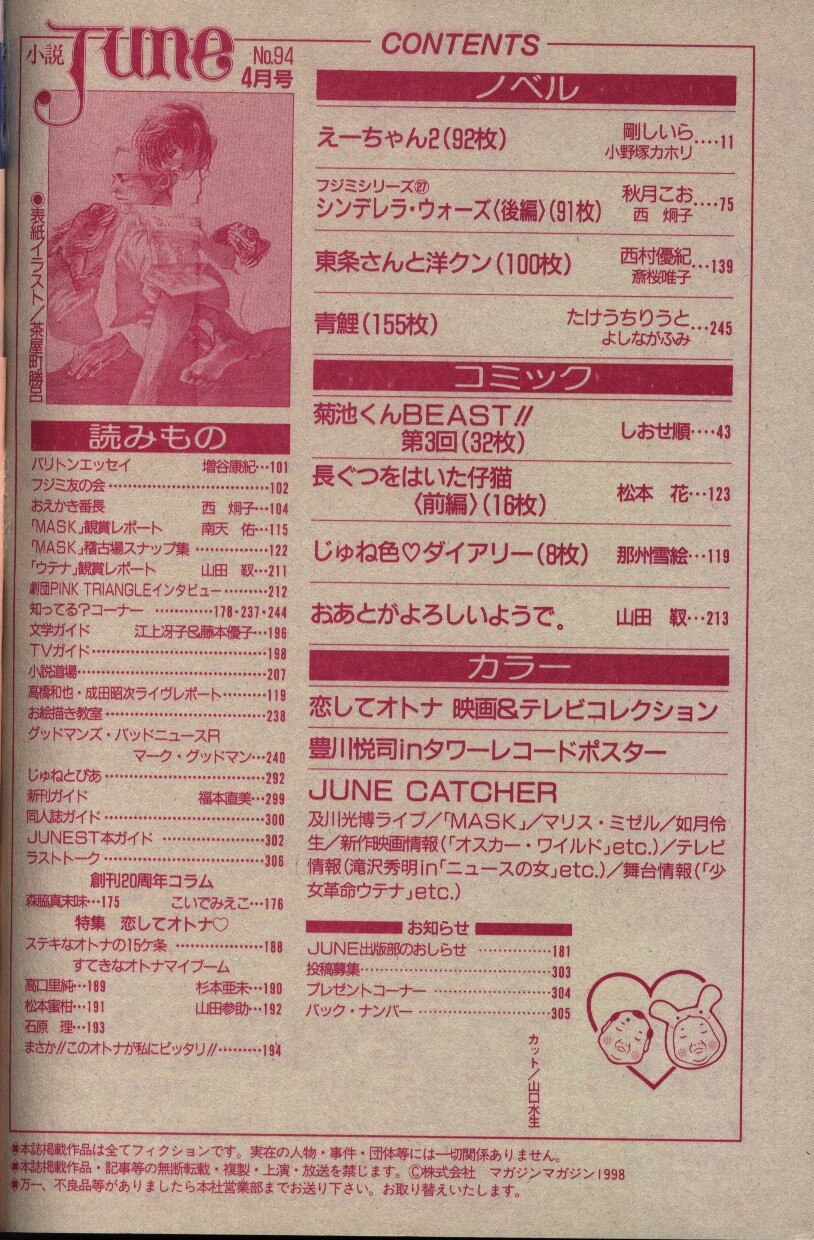 小説 June No.94
4月号
CONTENTS
●表紙イラスト／茶屋町勝呂
ノベル
えーちゃん2(92枚) 剛しいら 小野塚カホリ‥‥11
フジミシリーズ㉗
シンデレラ・ウォーズ〈後編〉(91枚) 秋月こお 西　炯子‥‥75
東条さんと洋クン(100枚) 西村優紀 斎桜唯子‥‥139
青鯉(155枚) たけうちりうと よしながふみ‥‥245
コミック
菊池くんBEAST!!
第3回(32枚) しおせ順‥‥43
長ぐつをはいた仔猫
〈前編〉(16枚) 松本　花‥‥123
じゅね色♡ダイアリー(8枚) 那州雪絵‥‥119
おあとがよろしいようで。 山田　靫‥‥213
カラー
恋してオトナ 映画&テレビコレクション
豊川悦司inタワーレコードポスター
JUNE CATCHER
及川光博ライブ／「MASK」／マリス・ミゼル／如月伶
生／新作映画情報(「オスカー・ワイルド」etc.)／テレビ
情報(滝沢秀明in「ニュースの女」etc.)／舞台情報(「少
女革命ウテナ」etc.)
お知らせ
JUNE出版部のおしらせ ‥‥‥181
投稿募集‥‥‥303
プレゼントコーナー ‥‥‥304
バック・ナンバー ‥‥‥305
カット／山口水生
読みもの
バリトンエッセイ 増谷康紀‥‥101
フジミ友の会‥‥‥102
おえかき番長 西　炯子‥‥104
「MASK」観賞レポート 南天　佑‥‥115
「MASK」稽古場スナップ集 ‥‥‥122
「ウテナ」観賞レポート 山田　靫‥‥211
劇団PINK TRIANGLEインタビュー‥‥‥212
知ってる?コーナー ‥‥‥178・237・244
文学ガイド 江上冴子&藤本優子‥‥196
TVガイド‥‥‥198
小説道場‥‥‥207
高橋和也・成田昭次ライヴレポート‥‥‥119
お絵描き教室‥‥‥238
グッドマンズ・バッドニュースR
マーク・グッドマン‥‥240
じゅねとぴあ‥‥‥292
新刊ガイド 福本直美‥‥299
同人誌ガイド‥‥‥300
JUNEST本ガイド ‥‥‥302
ラストトーク‥‥‥306
創刊20周年コラム
森脇真末味‥‥175 こいでみえこ‥‥176
特集　恋してオトナ♡
ステキなオトナの15ケ条 ‥‥‥188
すてきなオトナマイブーム
高口里純‥‥189 杉本亜未‥‥190
松本蜜柑‥‥191 山田参助‥‥192
石原　理‥‥193
まさか!!このオトナが私にピッタリ!!‥‥‥194
●本誌掲載作品は全てフィクションです。実在の人物・事件・団体等には一切関係ありません。
●本誌掲載作品・記事等の無断転載・複製・上演・放送を禁じます。Ⓒ株式会社　マガジンマガジン1998
●万一、不良品等がありましたら本社営業部までお送り下さい。お取り替えいたします。